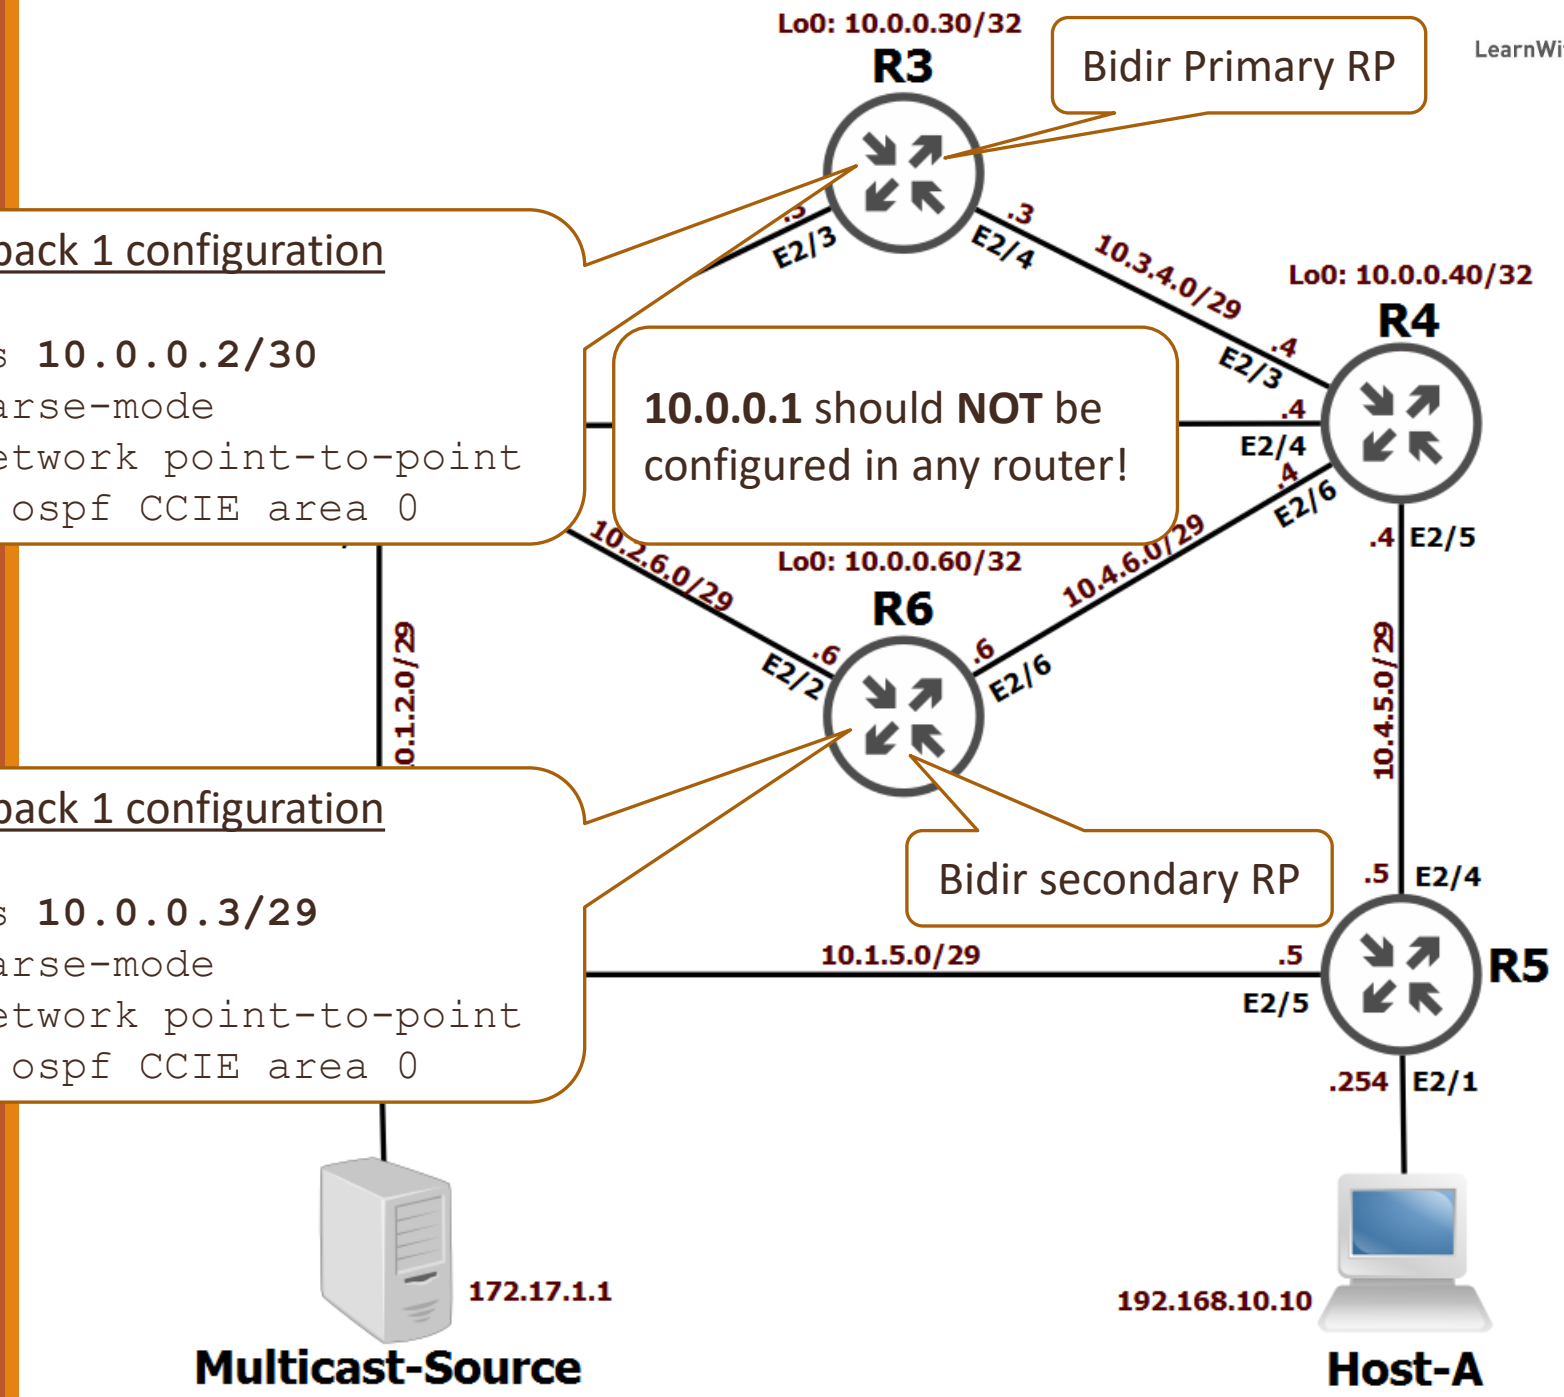 Lo0: 10.0.0.30/32
R3
Bidir Primary RP
LearnWi
.3
E2/3
.3
E2/4
10.3.4.0/29
Lo0: 10.0.0.40/32
R4
back 1 configuration
s 10.0.0.2/30
arse-mode
etwork point-to-point
ospf CCIE area 0
10.0.0.1 should NOT be
configured in any router!
.4
E2/3
.4
E2/4
.4
E2/6
.4
E2/5
10.2.6.0/29
Lo0: 10.0.0.60/32
R6
10.4.6.0/29
.6
E2/2
.6
E2/6
10.1.2.0/29
10.4.5.0/29
back 1 configuration
s 10.0.0.3/29
arse-mode
etwork point-to-point
ospf CCIE area 0
Bidir secondary RP
.5
E2/4
10.1.5.0/29
.5
E2/5
R5
.254
E2/1
172.17.1.1
192.168.10.10
Multicast-Source
Host-A